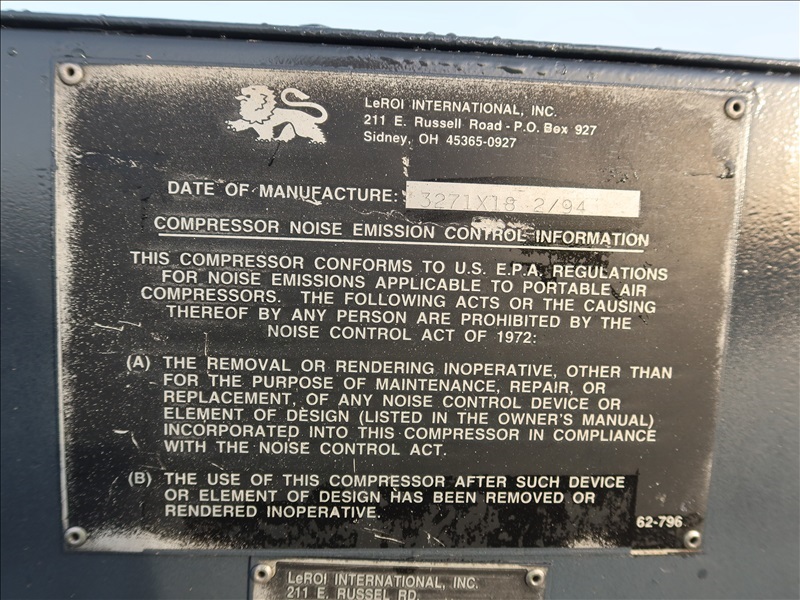 LeROI INTERNATIONAL, INC.
211 E. Russell Road - P.O. Box 927
Sidney, OH 45365-0927
DATE OF MANUFACTURE: 3271X18 2/94
COMPRESSOR NOISE EMISSION CONTROL INFORMATION
THIS COMPRESSOR CONFORMS TO U.S. E.P.A. REGULATIONS
FOR NOISE EMISSIONS APPLICABLE TO PORTABLE AIR
COMPRESSORS. THE FOLLOWING ACTS OR THE CAUSING
THEREOF BY ANY PERSON ARE PROHIBITED BY THE
NOISE CONTROL ACT OF 1972:
(A) THE REMOVAL OR RENDERING INOPERATIVE, OTHER THAN
FOR THE PURPOSE OF MAINTENANCE, REPAIR, OR
REPLACEMENT, OF ANY NOISE CONTROL DEVICE OR
ELEMENT OF DESIGN (LISTED IN THE OWNER'S MANUAL)
INCORPORATED INTO THIS COMPRESSOR IN COMPLIANCE
WITH THE NOISE CONTROL ACT.
(B) THE USE OF THIS COMPRESSOR AFTER SUCH DEVICE
OR ELEMENT OF DESIGN HAS BEEN REMOVED OR
RENDERED INOPERATIVE.
62-796
LeROI INTERNATIONAL, INC.
211 E. RUSSEL RD.